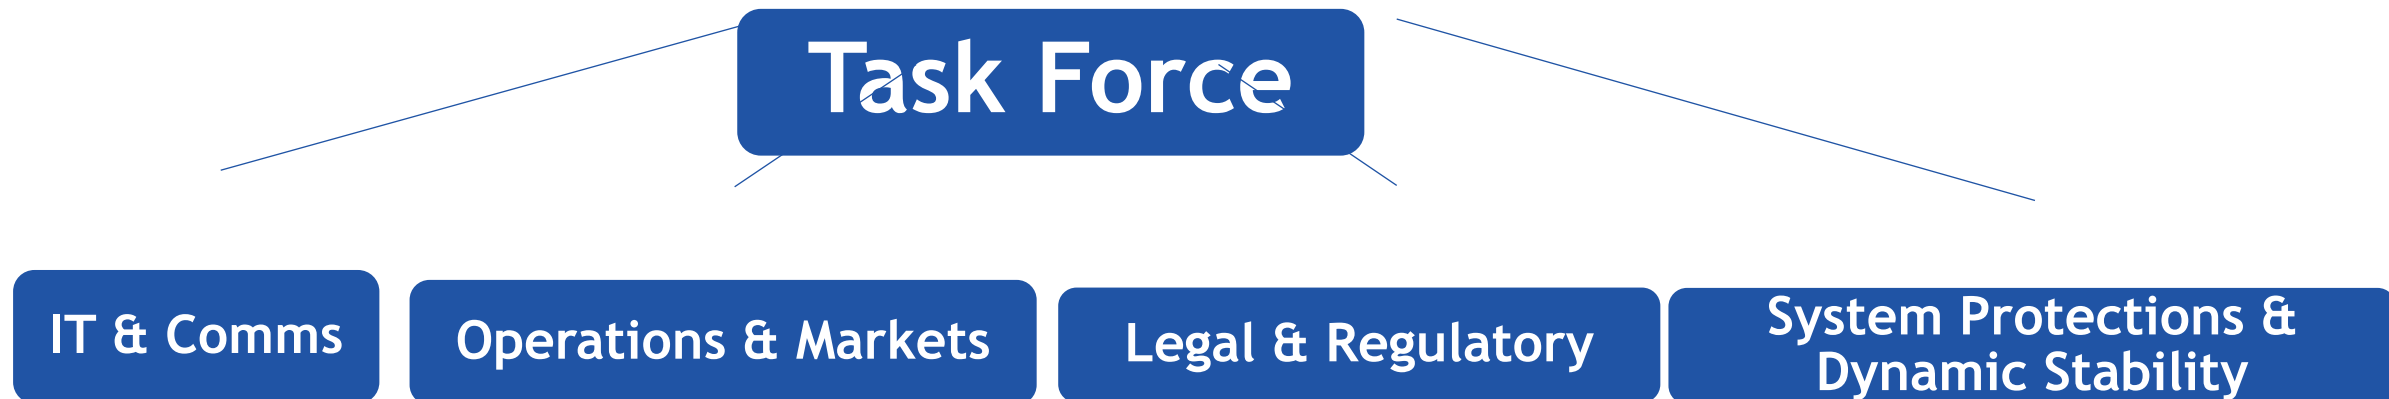 Task Force
IT & Comms
Operations & Markets
Legal & Regulatory
System Protections &
Dynamic Stability